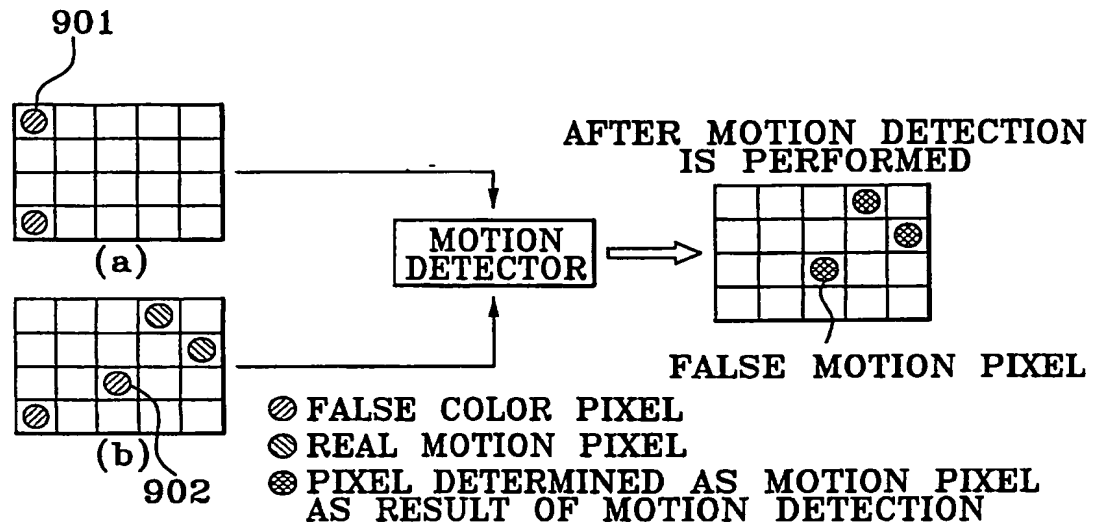 901
(a)
AFTER MOTION DETECTION
IS PERFORMED
MOTION
DETECTOR
FALSE MOTION PIXEL
(b)
902
FALSE COLOR PIXEL
REAL MOTION PIXEL
PIXEL DETERMINED AS MOTION PIXEL
AS RESULT OF MOTION DETECTION